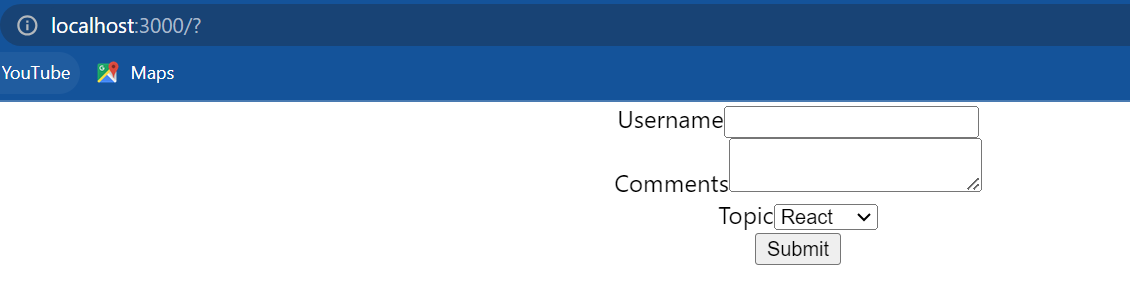 localhost:3000/?
YouTube Maps
Username
Comments
Topic React
Submit